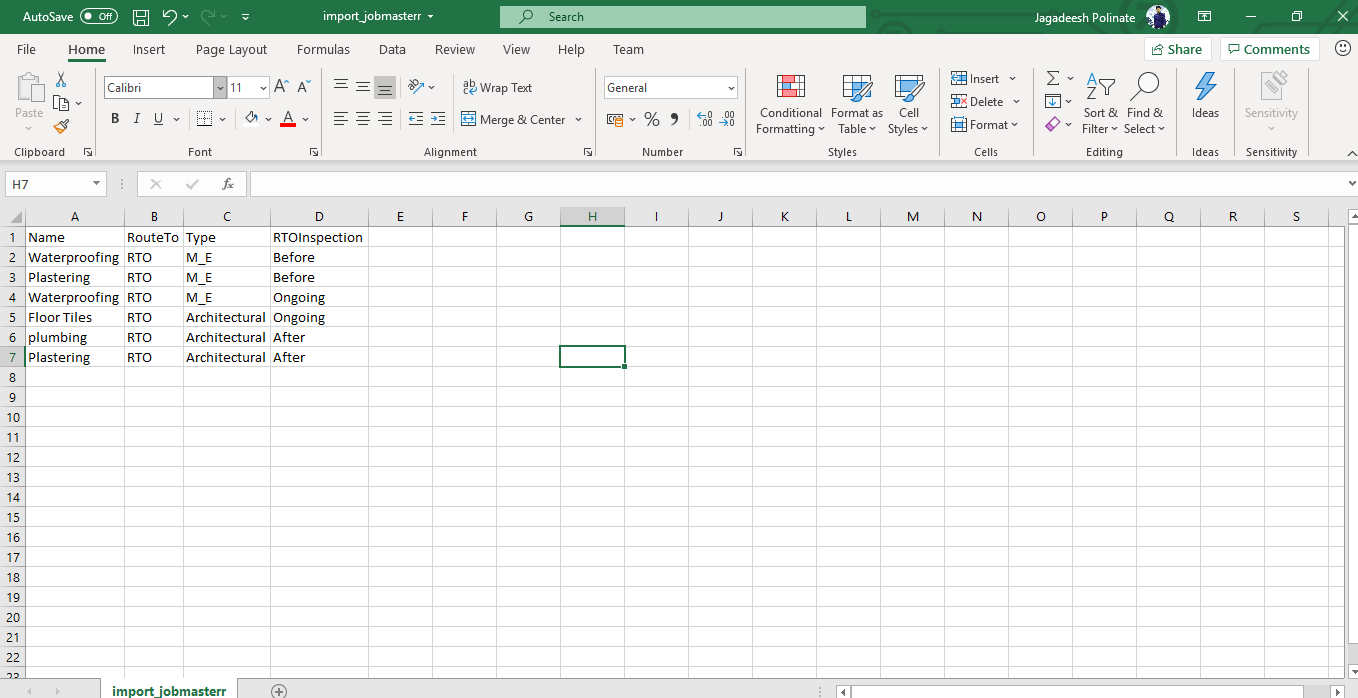 AutoSave Off import_jobmasterr Search Jagadeesh Polinate
File Home Insert Page Layout Formulas Data Review View Help Team Share Comments
Paste Calibri 11 A A Wrap Text General Conditional Formatting Format as Table Cell Styles Insert Delete Format Sort & Filter Find & Select Ideas Sensitivity
B I U A Merge & Center % 9 .00 .0
Clipboard Font Alignment Number Styles Cells Editing Ideas Sensitivity
H7 fx
A B C D E F G H I J K L M N O P Q R S
1 Name RouteTo Type RTOInspection
2 Waterproofing RTO M_E Before
3 Plastering RTO M_E Before
4 Waterproofing RTO M_E Ongoing
5 Floor Tiles RTO Architectural Ongoing
6 plumbing RTO Architectural After
7 Plastering RTO Architectural After
8
9
10
11
12
13
14
15
16
17
18
19
20
21
22
23
import_jobmasterr